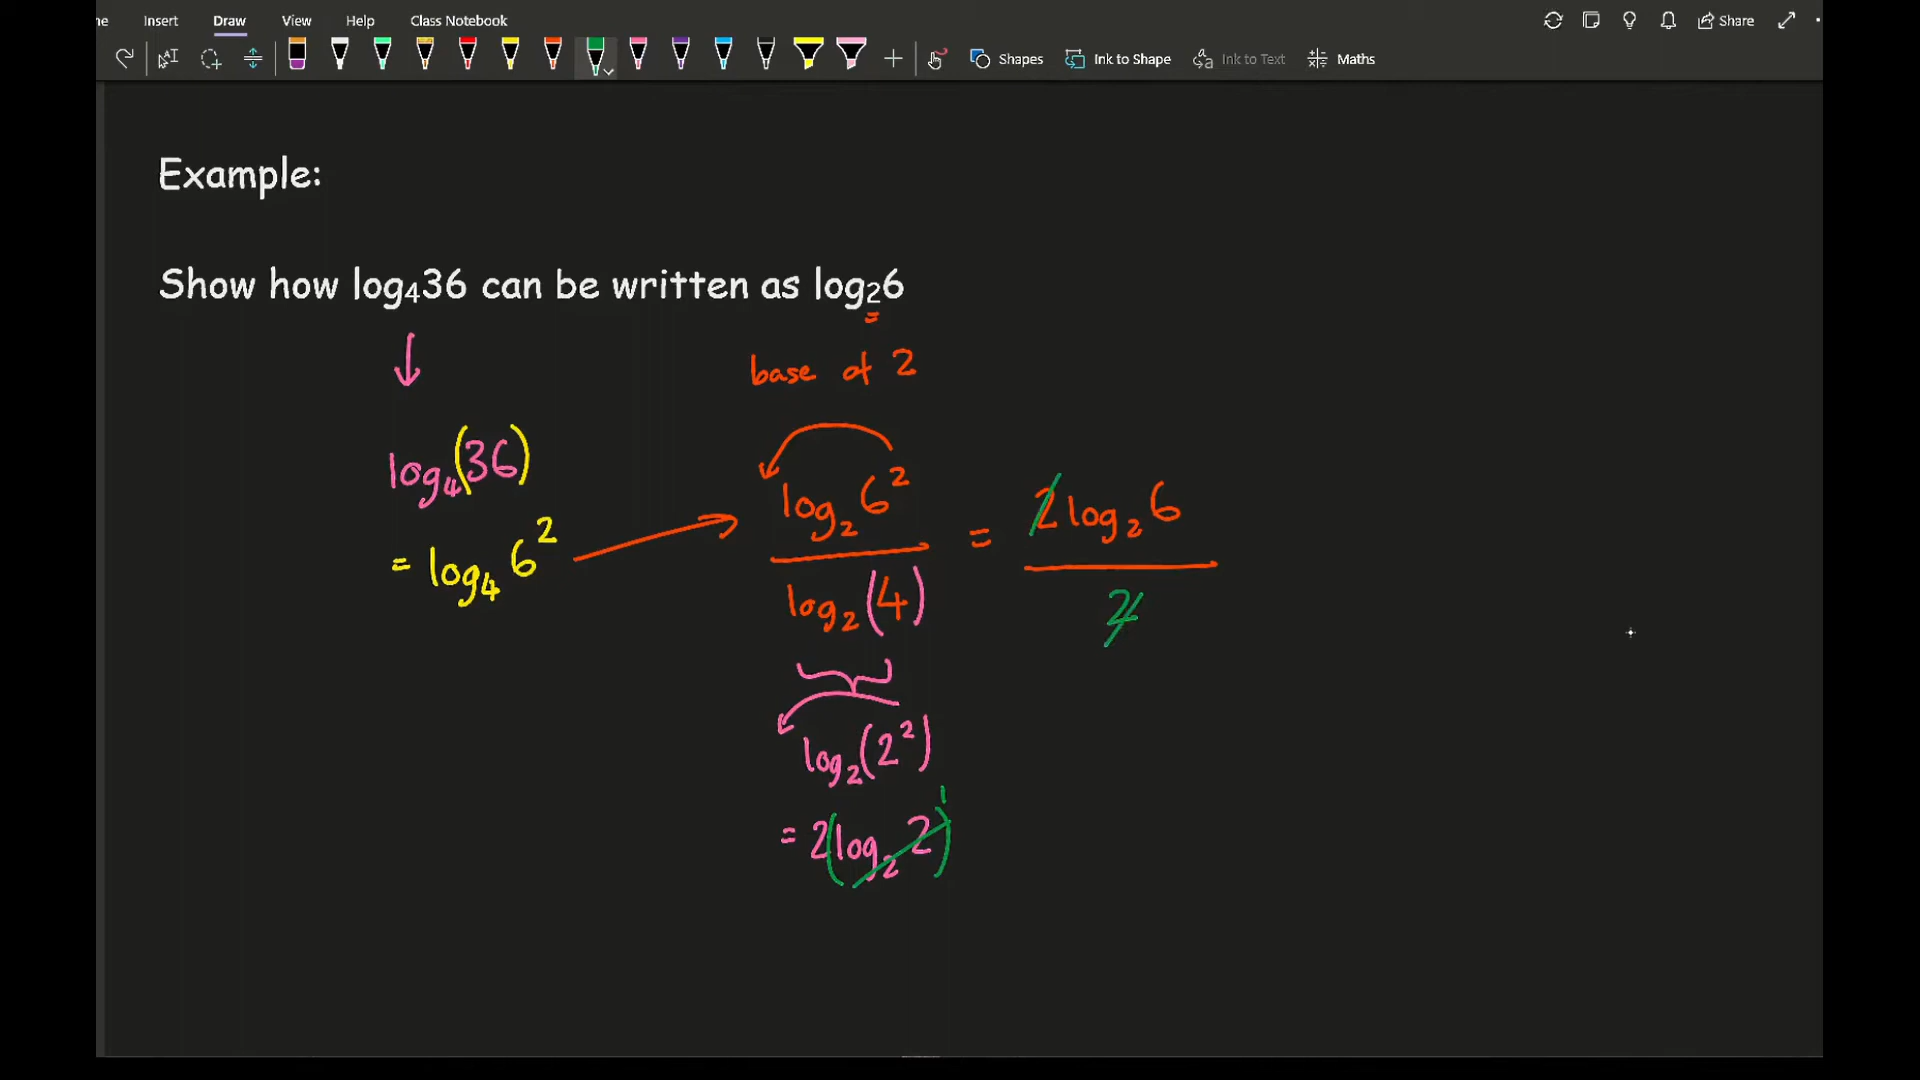 Insert Draw View Help Class Notebook Share
Shapes Ink to Shape Ink to Text Maths
Example:
Show how log₄36 can be written as log₂6
=
base of 2
log₄(36)
= log₄ 6²
log₂ 6²
log₂ (4)
= 2 log₂ 6
2
log₂(2²)
= 2(log₂ 2) 1